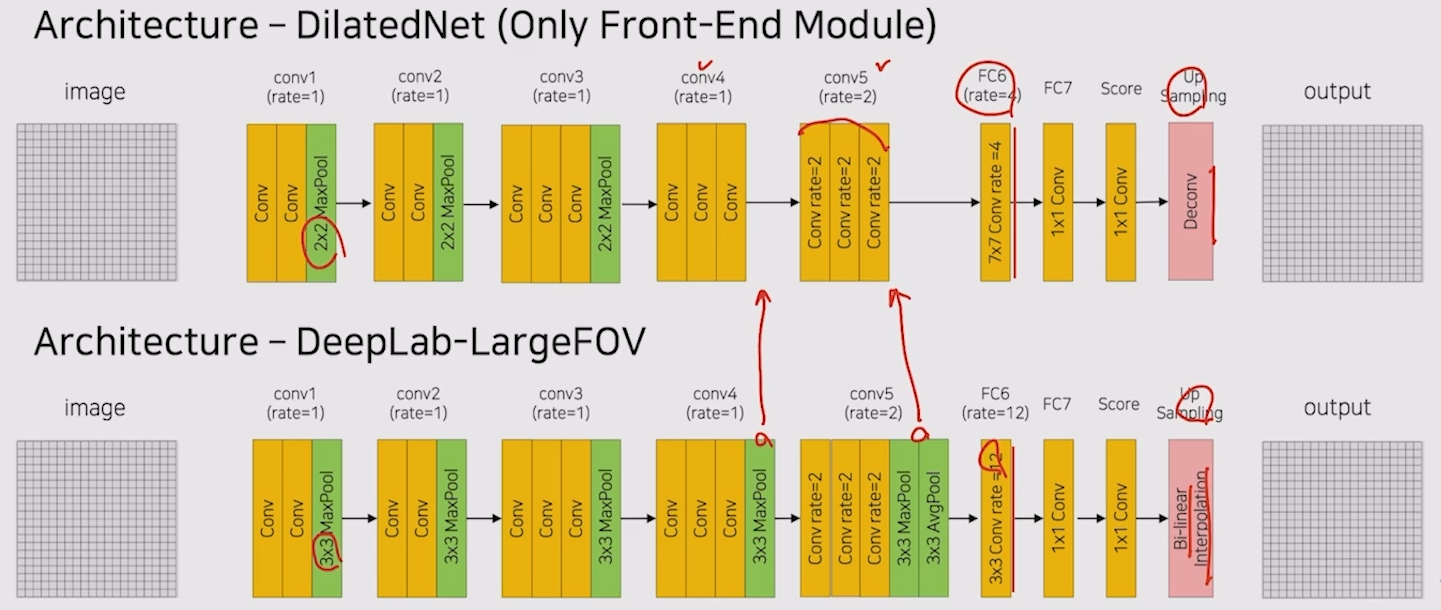 Architecture – DilatedNet (Only Front-End Module)
image
conv1
(rate=1)
conv2
(rate=1)
conv3
(rate=1)
conv4
(rate=1)
conv5
(rate=2)
FC6
(rate=4)
FC7
Score
Up
Sampling
output
Conv
Conv
2x2 MaxPool
Conv
Conv
2x2 MaxPool
Conv
Conv
Conv
2x2 MaxPool
Conv
Conv
Conv
Conv rate=2
Conv rate=2
Conv rate=2
7x7 Conv rate =4
1x1 Conv
1x1 Conv
Deconv
Architecture – DeepLab-LargeFOV
image
conv1
(rate=1)
conv2
(rate=1)
conv3
(rate=1)
conv4
(rate=1)
conv5
(rate=2)
FC6
(rate=12)
FC7
Score
Up
Sampling
output
Conv
Conv
3x3 MaxPool
Conv
Conv
3x3 MaxPool
Conv
Conv
Conv
3x3 MaxPool
Conv
Conv
Conv
3x3 MaxPool
Conv rate=2
Conv rate=2
Conv rate=2
3x3 MaxPool
3x3 AvgPool
3x3 Conv rate =12
1x1 Conv
1x1 Conv
Bi-linear
Interpolation